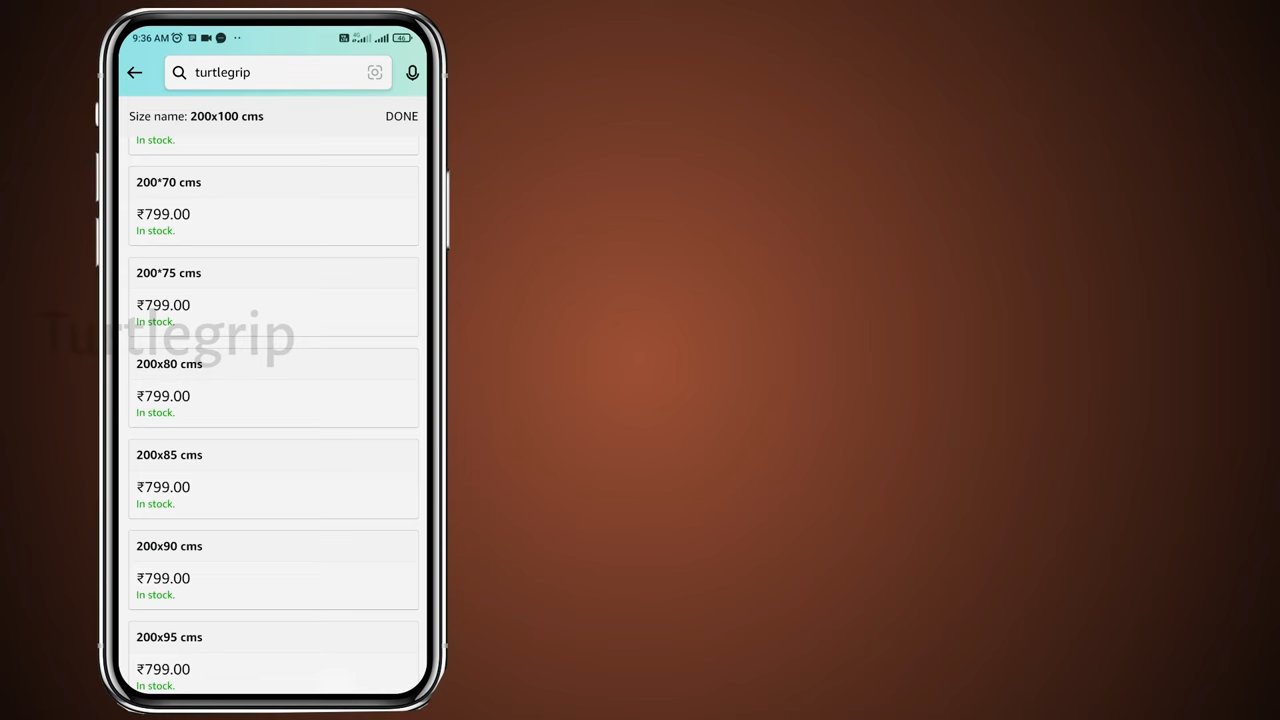 9:36 AM
46
turtlegrip
Size name: 200x100 cms DONE
In stock.
200*70 cms
₹799.00
In stock.
200*75 cms
₹799.00
In stock.
Turtlegrip
200x80 cms
₹799.00
In stock.
200x85 cms
₹799.00
In stock.
200x90 cms
₹799.00
In stock.
200x95 cms
₹799.00
In stock.